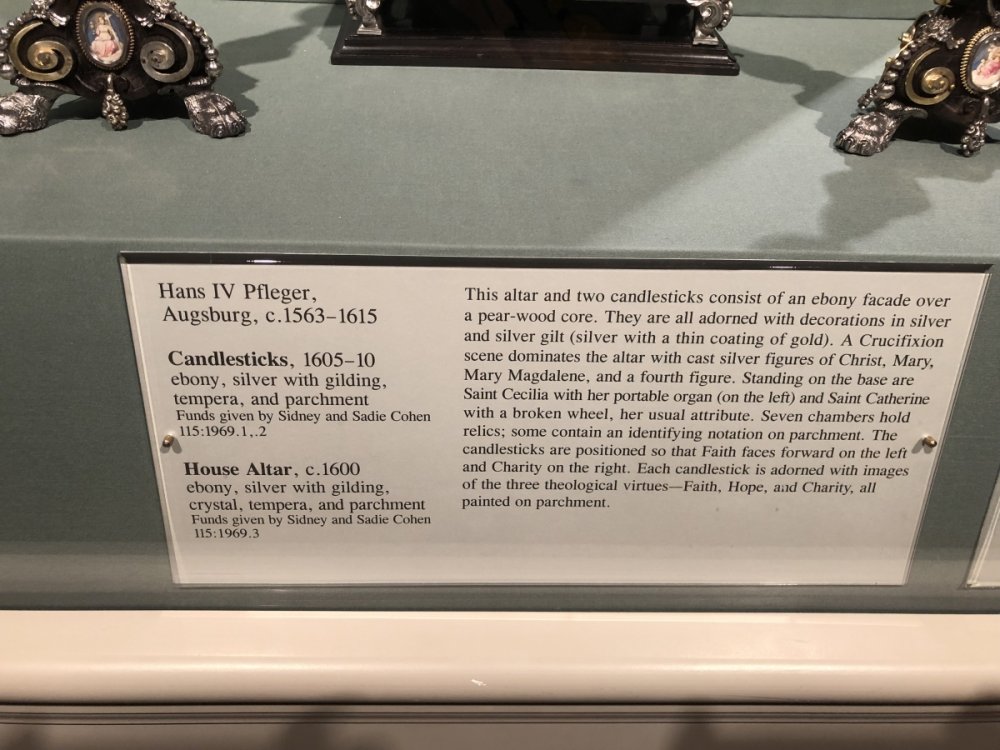 Hans IV Pfleger,
Augsburg, c.1563–1615
Candlesticks, 1605–10
ebony, silver with gilding,
tempera, and parchment
Funds given by Sidney and Sadie Cohen
115:1969.1,.2
House Altar, c.1600
ebony, silver with gilding,
crystal, tempera, and parchment
Funds given by Sidney and Sadie Cohen
115:1969.3
This altar and two candlesticks consist of an ebony facade over
a pear-wood core. They are all adorned with decorations in silver
and silver gilt (silver with a thin coating of gold). A Crucifixion
scene dominates the altar with cast silver figures of Christ, Mary,
Mary Magdalene, and a fourth figure. Standing on the base are
Saint Cecilia with her portable organ (on the left) and Saint Catherine
with a broken wheel, her usual attribute. Seven chambers hold
relics; some contain an identifying notation on parchment. The
candlesticks are positioned so that Faith faces forward on the left
and Charity on the right. Each candlestick is adorned with images
of the three theological virtues—Faith, Hope, and Charity, all
painted on parchment.